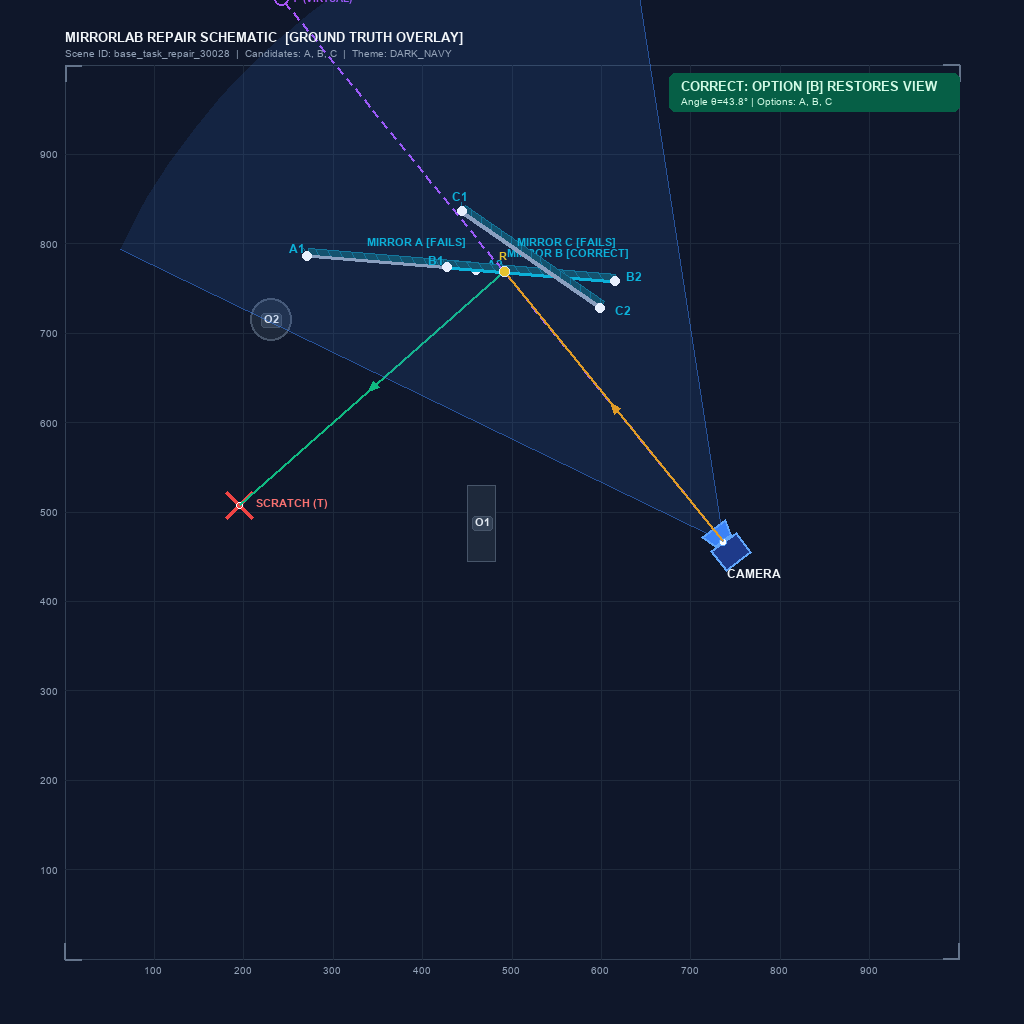 (VIRTUAL)
MIRRORLAB REPAIR SCHEMATIC [GROUND TRUTH OVERLAY]
Scene ID: base_task_repair_30028 | Candidates: A, B, C | Theme: DARK_NAVY
CORRECT: OPTION [B] RESTORES VIEW
Angle θ=43.8° | Options: A, B, C
900
C1
800
A1
MIRROR A [FAILS]
MIRROR C [FAILS]
R
MIRROR B [CORRECT]
B1
B2
C2
O2
700
600
500
SCRATCH (T)
O1
CAMERA
400
300
200
100
100 200 300 400 500 600 700 800 900